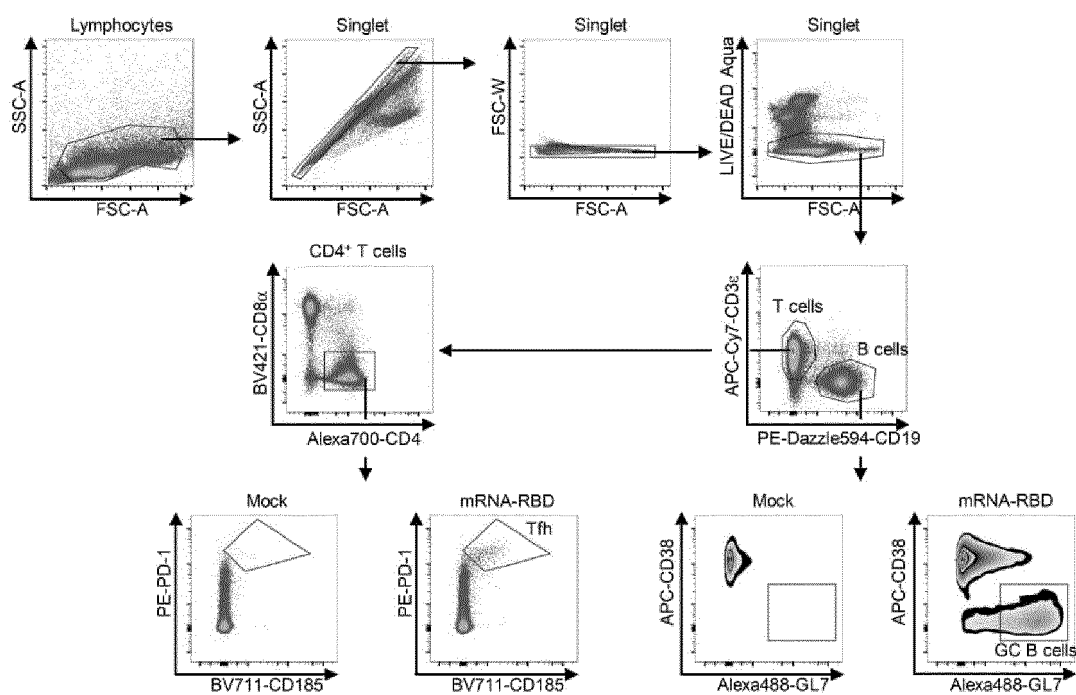 Lymphocytes
Singlet
Singlet
Singlet
SSC-A
FSC-A
SSC-A
FSC-A
FSC-W
FSC-A
LIVE/DEAD Aqua
FSC-A
CD4⁺ T cells
BV421-CD8α
Alexa700-CD4
T cells
B cells
APC-Cy7-CD3ε
PE-Dazzle594-CD19
Mock
mRNA-RBD
Mock
mRNA-RBD
PE-PD-1
BV711-CD185
Tfh
PE-PD-1
BV711-CD185
APC-CD38
Alexa488-GL7
APC-CD38
GC B cells
Alexa488-GL7